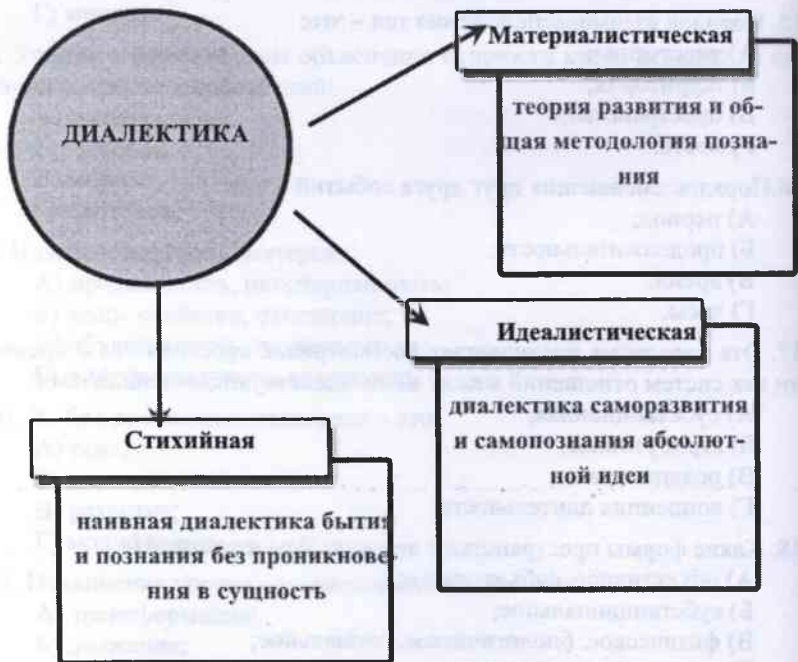 ДИАЛЕКТИКА
Материалистическая
теория развития и об-
щая методология позна-
ния
Идеалистическая
диалектика саморазвития
и самопознания абсолют-
ной идеи
Стихийная
наивная диалектика бытия
и познания без проникнове-
ния в сущность